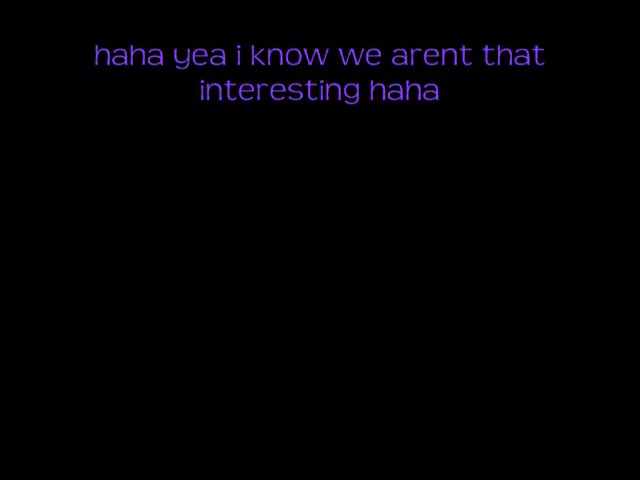 haha yea i know we arent that
interesting haha